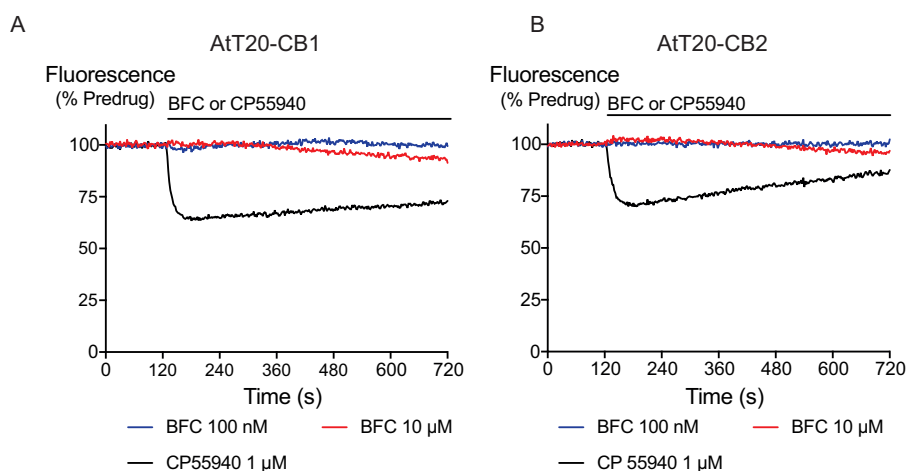 A
AtT20-CB1
Fluorescence
(% Predrug)
BFC or CP55940
100
75
50
25
0
0 120 240 360 480 600 720
Time (s)
BFC 100 nM BFC 10 µM
CP55940 1 µM
B
AtT20-CB2
Fluorescence
(% Predrug)
BFC or CP55940
100
75
50
25
0
0 120 240 360 480 600 720
Time (s)
BFC 100 nM BFC 10 µM
CP 55940 1 µM